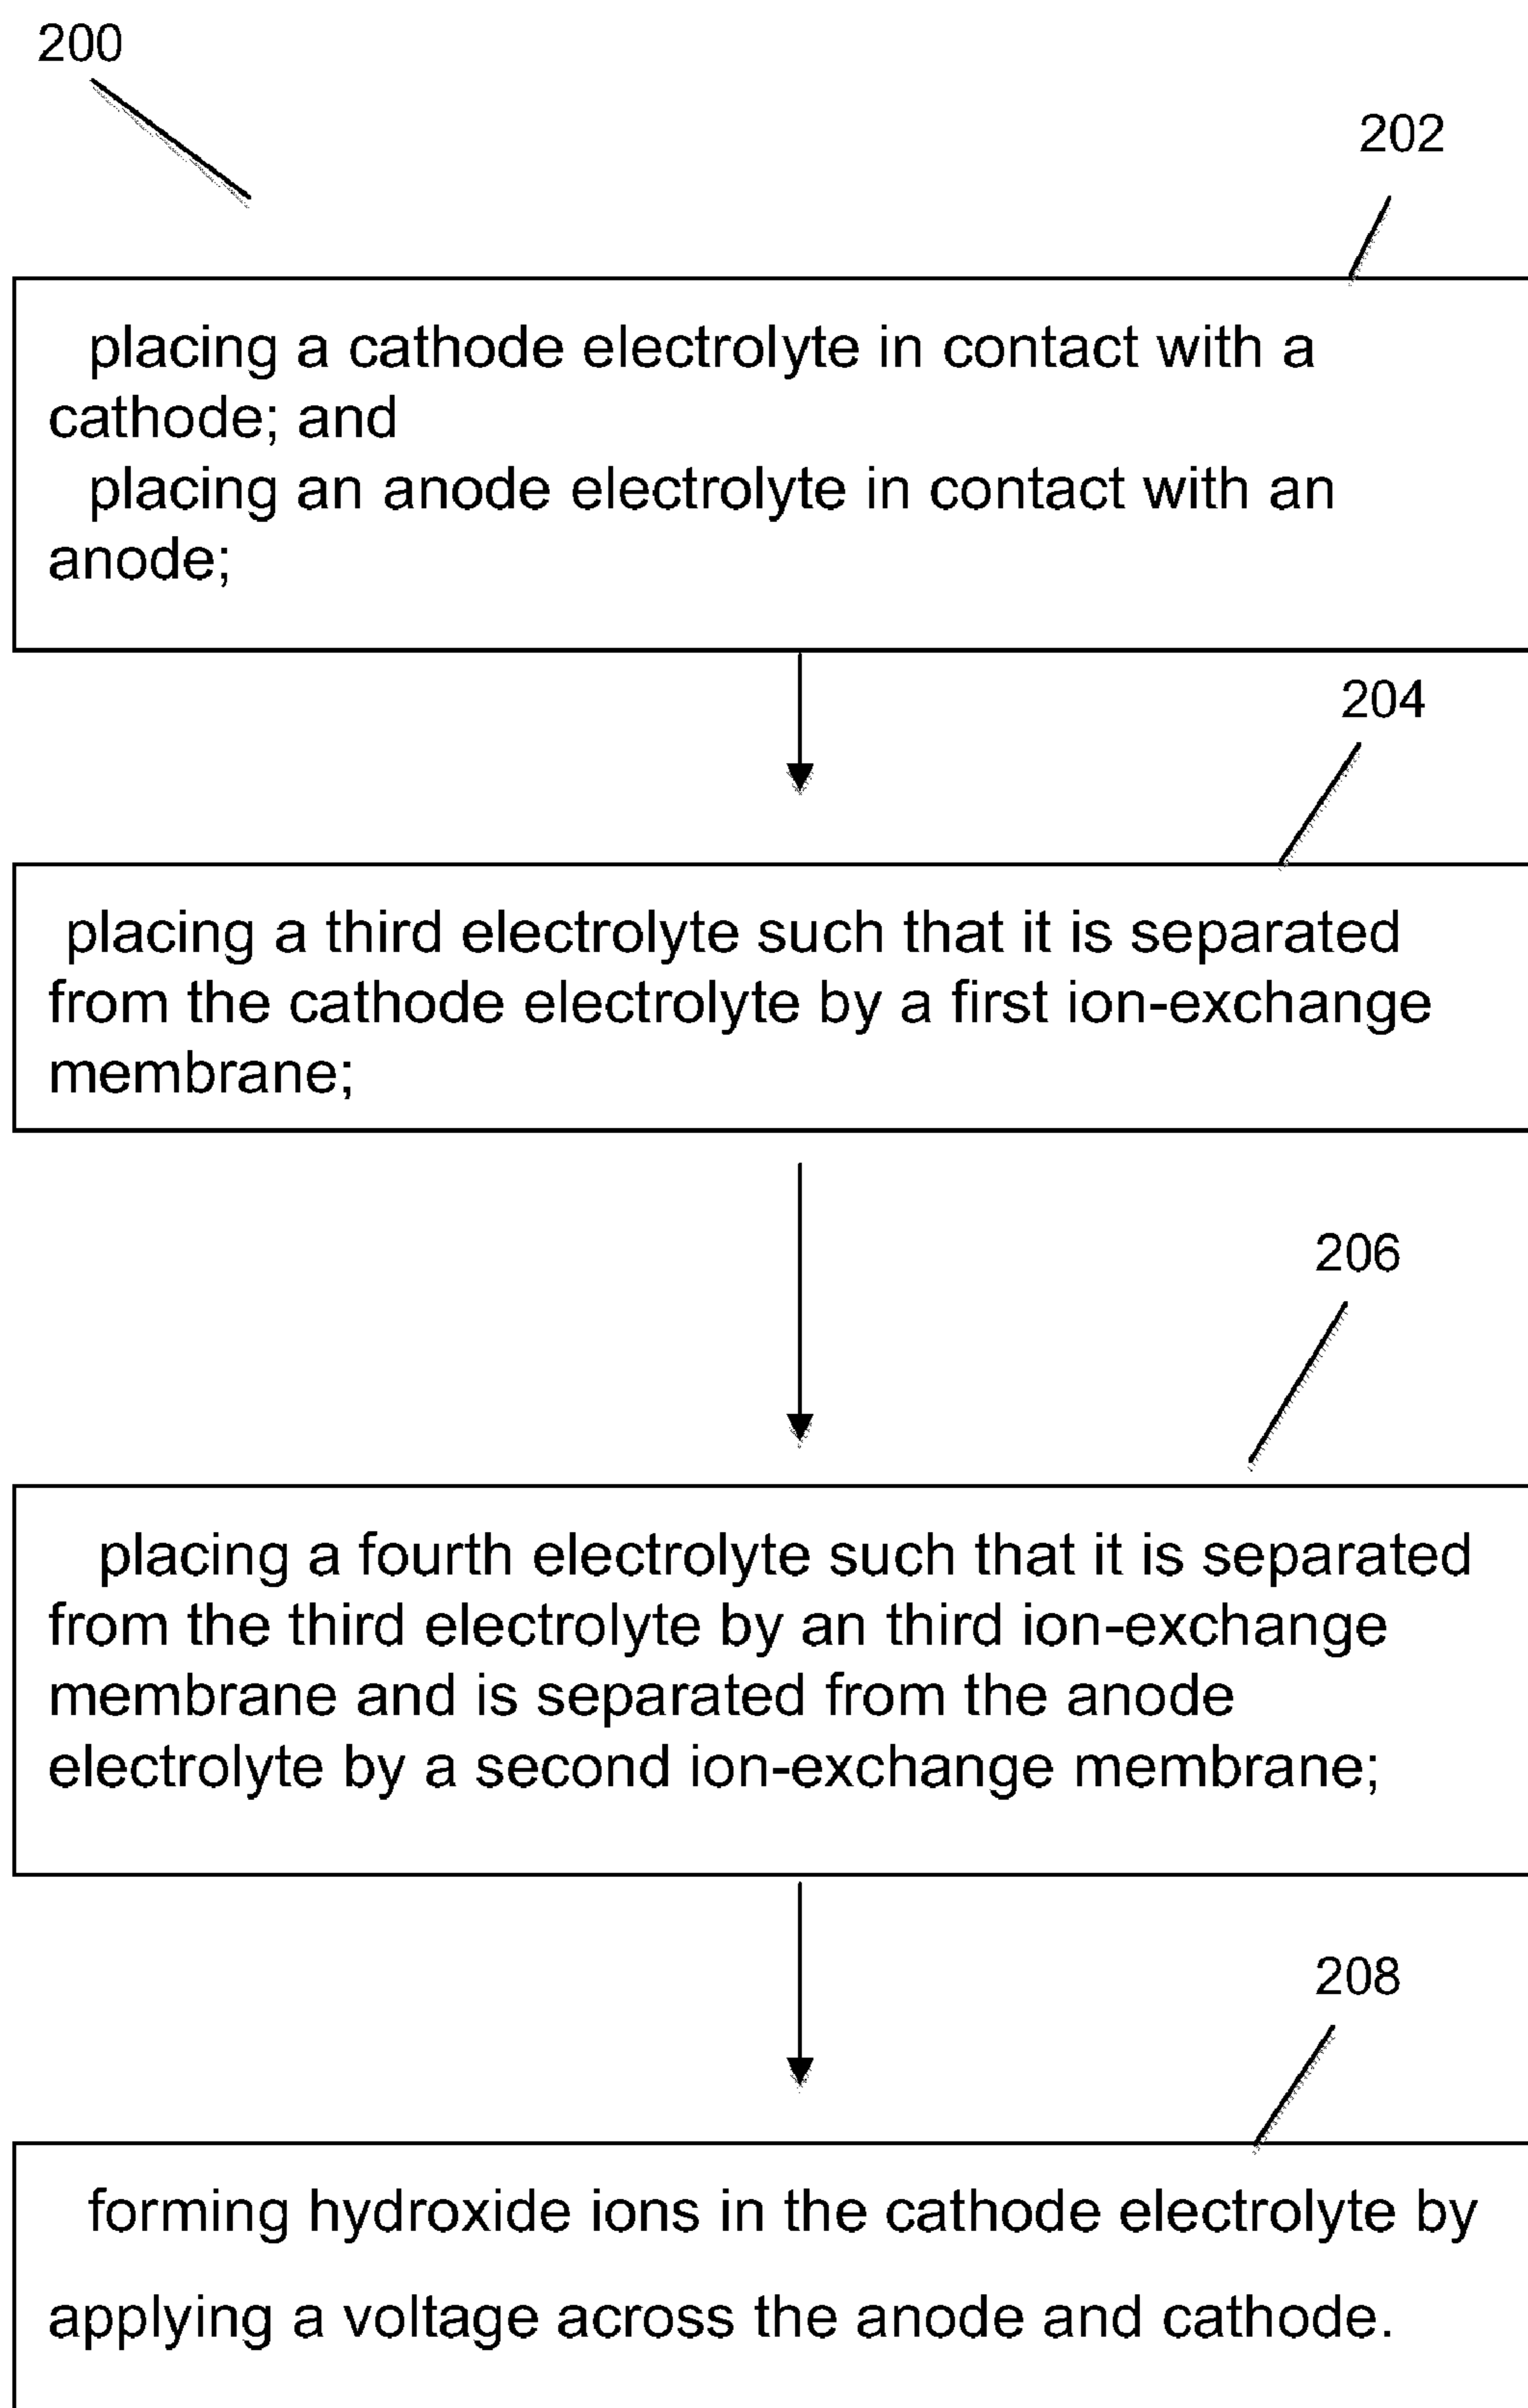 200
202
placing a cathode electrolyte in contact with a
cathode; and
placing an anode electrolyte in contact with an
anode;
204
placing a third electrolyte such that it is separated
from the cathode electrolyte by a first ion-exchange
membrane;
206
placing a fourth electrolyte such that it is separated
from the third electrolyte by an third ion-exchange
membrane and is separated from the anode
electrolyte by a second ion-exchange membrane;
208
forming hydroxide ions in the cathode electrolyte by
applying a voltage across the anode and cathode.